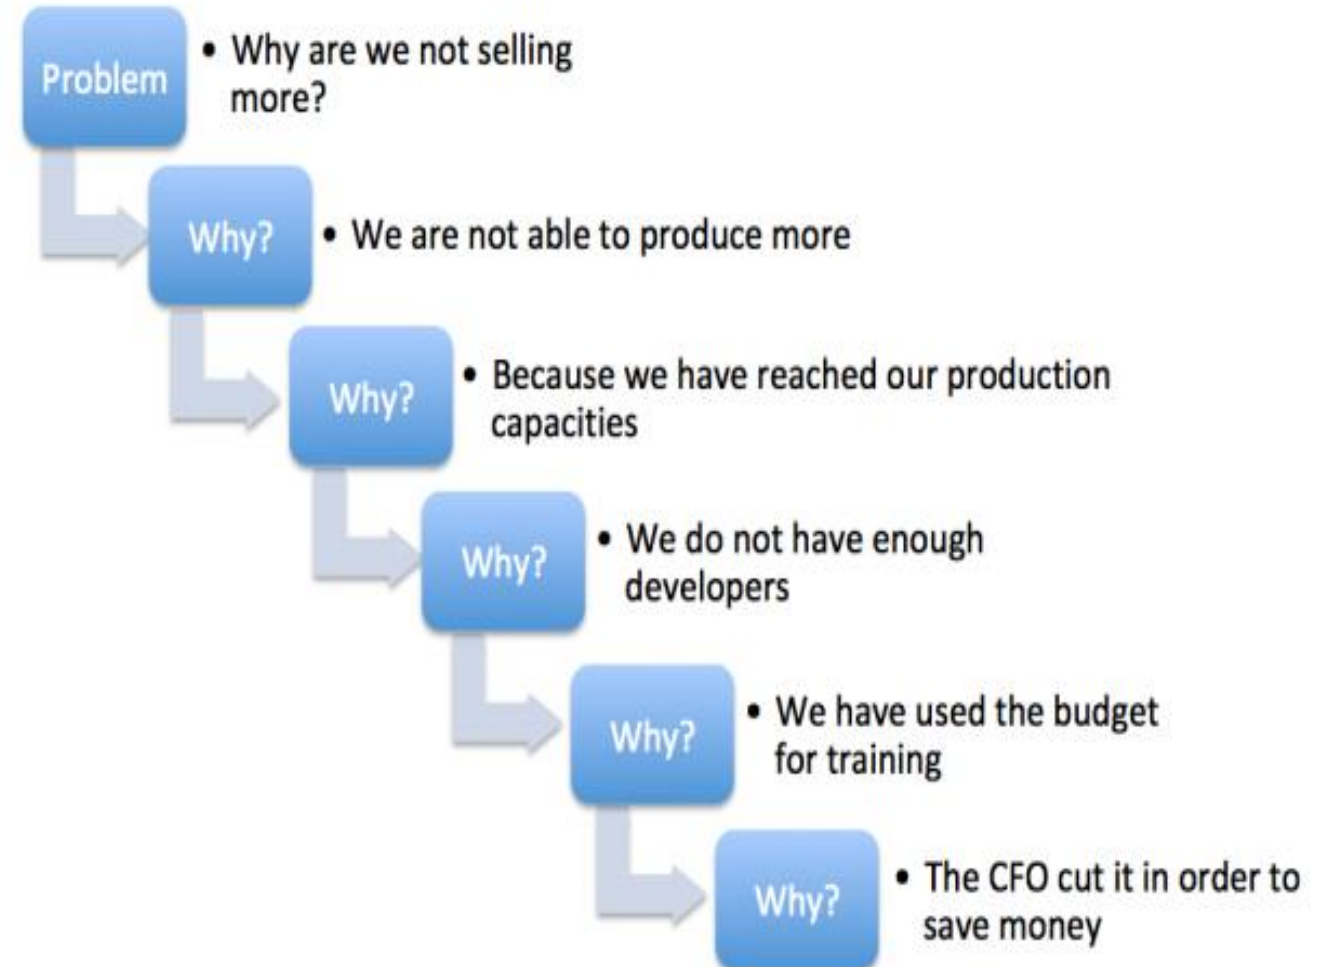 Problem
• Why are we not selling
more?
Why?
• We are not able to produce more
Why?
• Because we have reached our production
capacities
Why?
• We do not have enough
developers
Why?
• We have used the budget
for training
Why?
• The CFO cut it in order to
save money